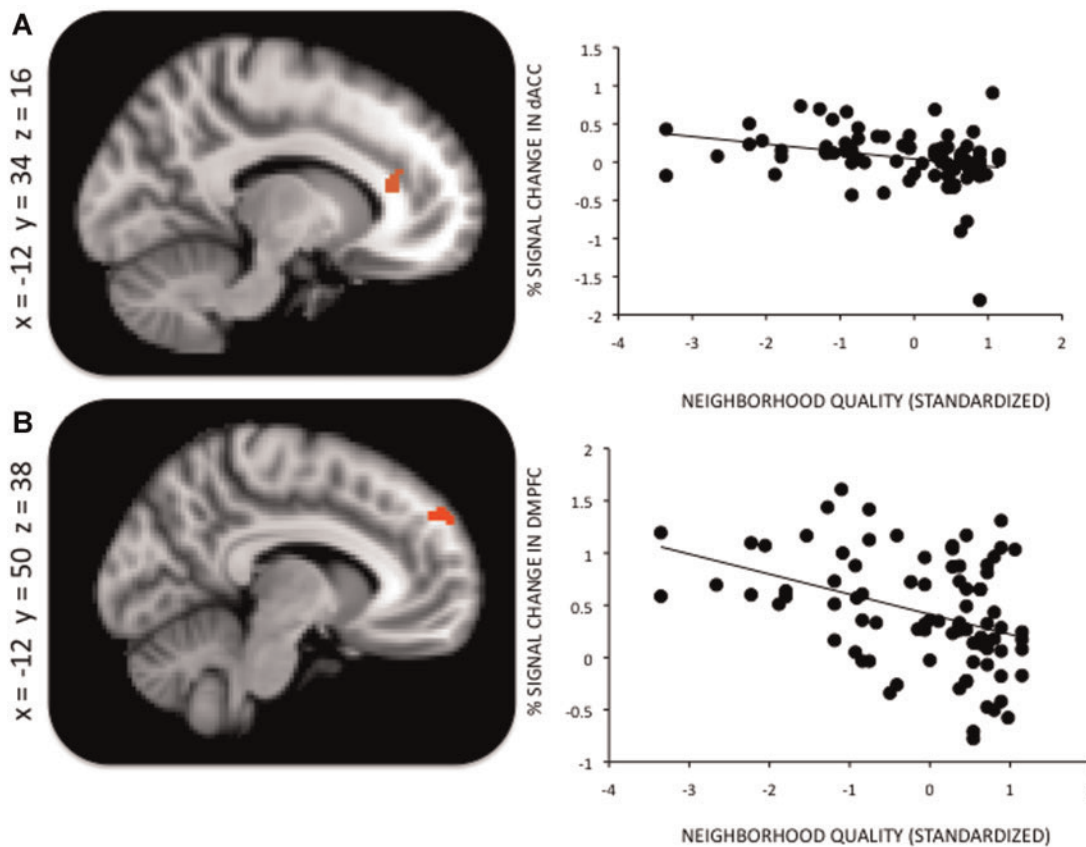 A
x = -12 y = 34 z = 16
% SIGNAL CHANGE IN dACC
1.5
1
0.5
0
-0.5
-1
-1.5
-2
-4 -3 -2 -1 0 1 2
NEIGHBORHOOD QUALITY (STANDARDIZED)
B
x = -12 y = 50 z = 38
% SIGNAL CHANGE IN DMPFC
2
1.5
1
0.5
0
-0.5
-1
-4 -3 -2 -1 0 1
NEIGHBORHOOD QUALITY (STANDARDIZED)